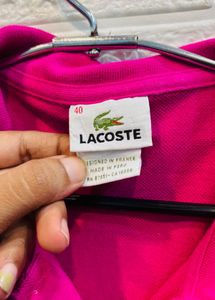 40
LACOSTE
DESIGNED IN FRANCE
MADE IN PERU